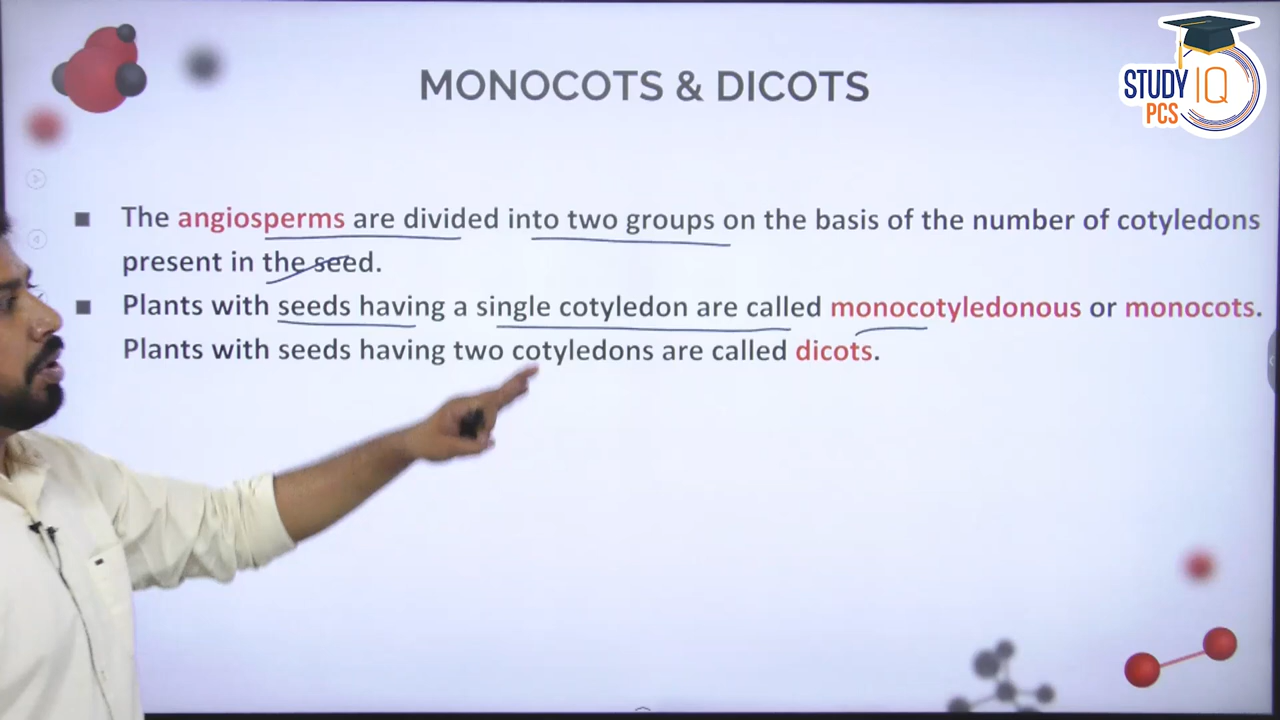 STUDY IQ
PCS
MONOCOTS & DICOTS
The angiosperms are divided into two groups on the basis of the number of cotyledons
present in the seed.
Plants with seeds having a single cotyledon are called monocotyledonous or monocots.
Plants with seeds having two cotyledons are called dicots.